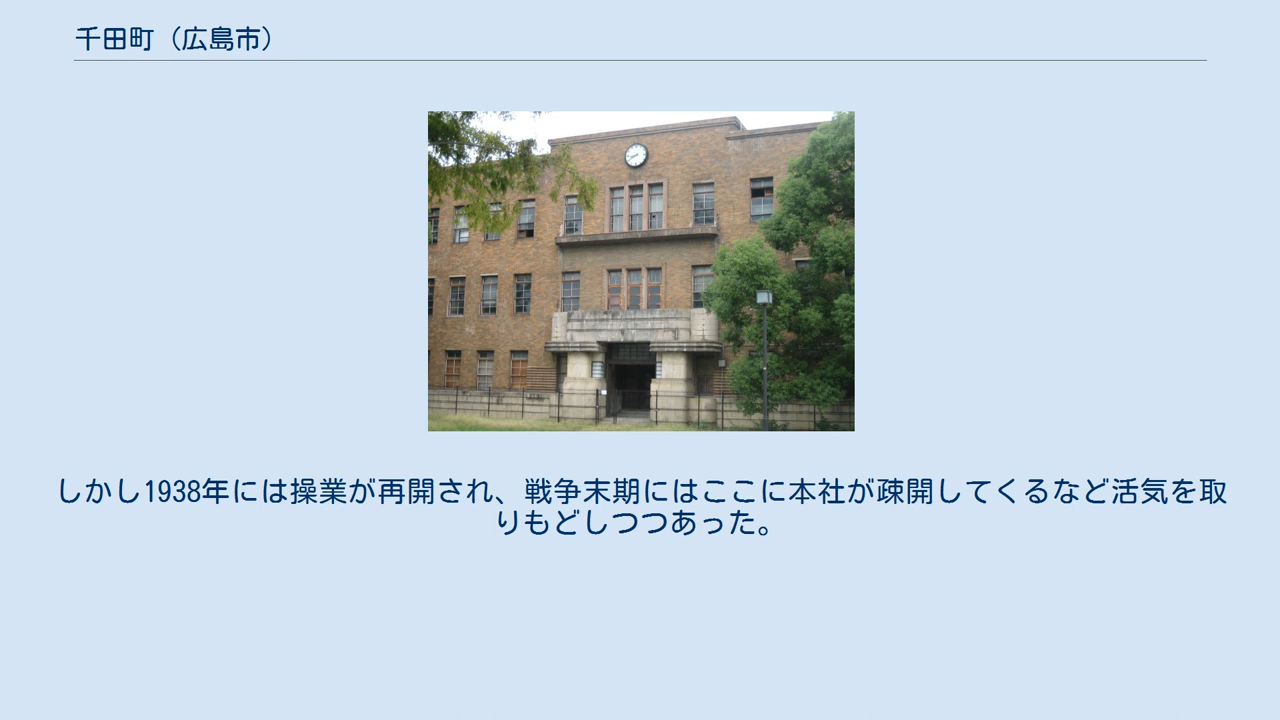 千田町（広島市）
しかし1938年には操業が再開され、戦争末期にはここに本社が疎開してくるなど活気を取
りもどしつつあった。